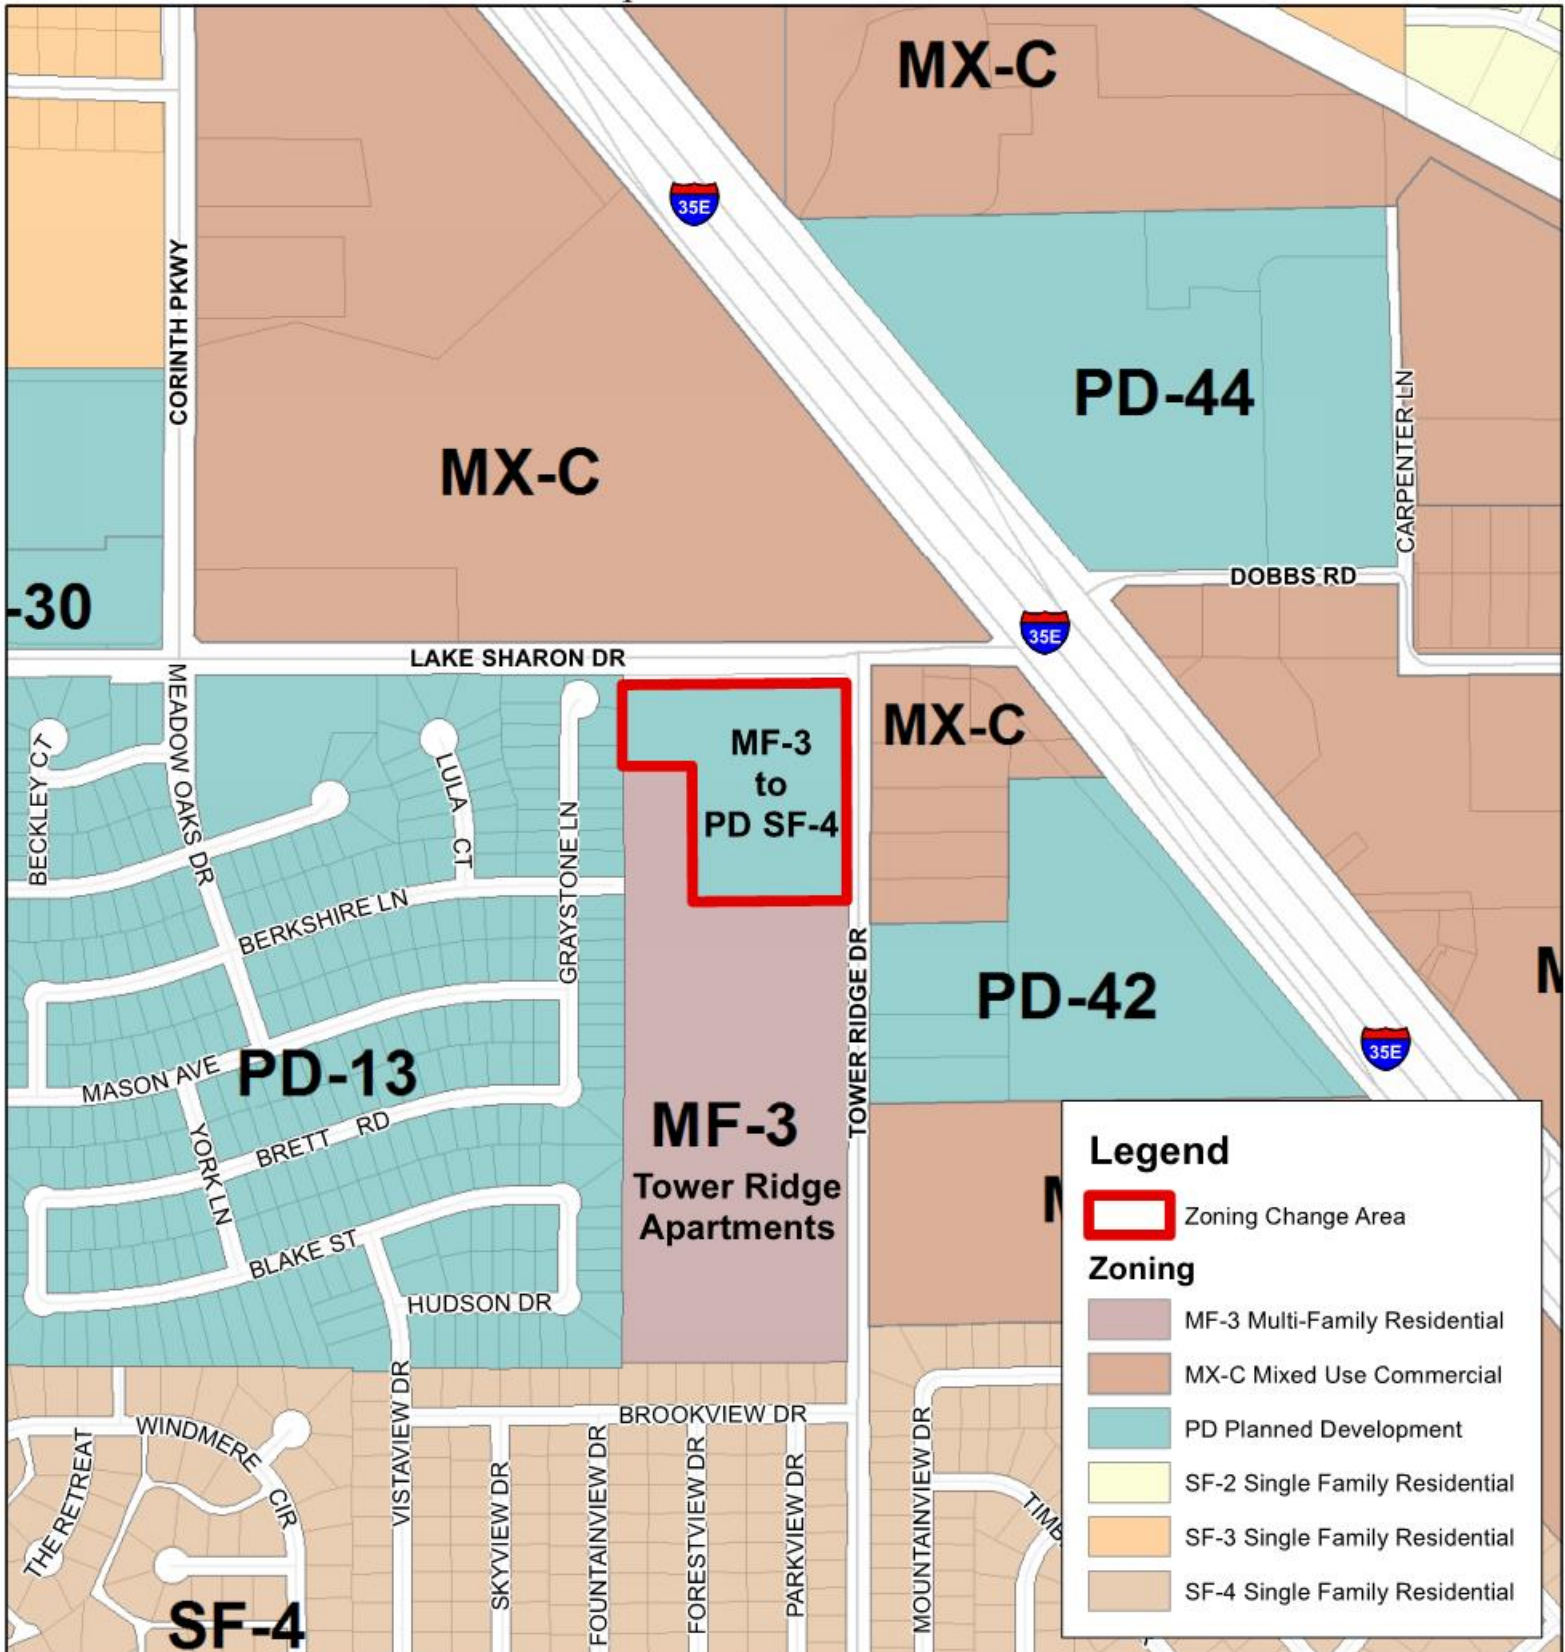 MX-C
35E
CORINTH PKWY
PD-44
CARPENTER LN
MX-C
DOBBS RD
-30
35E
LAKE SHARON DR
MEADOW OAKS DR
BECKLEY CT
LULA CT
MX-C
MF-3
to
PD SF-4
GRAYSTONE LN
BERKSHIRE LN
TOWER RIDGE DR
PD-42
M
35E
MASON AVE
PD-13
BRETT RD
YORK LN
MF-3
Tower Ridge
Apartments
BLAKE ST
HUDSON DR
VISTAVIEW DR
BROOKVIEW DR
WINDMERE CIR
THE RETREAT
SKYVIEW DR
FOUNTAINVIEW DR
FORESTVIEW DR
PARKVIEW DR
MOUNTAINVIEW DR
TIMB
SF-4
Legend
Zoning Change Area
Zoning
MF-3 Multi-Family Residential
MX-C Mixed Use Commercial
PD Planned Development
SF-2 Single Family Residential
SF-3 Single Family Residential
SF-4 Single Family Residential